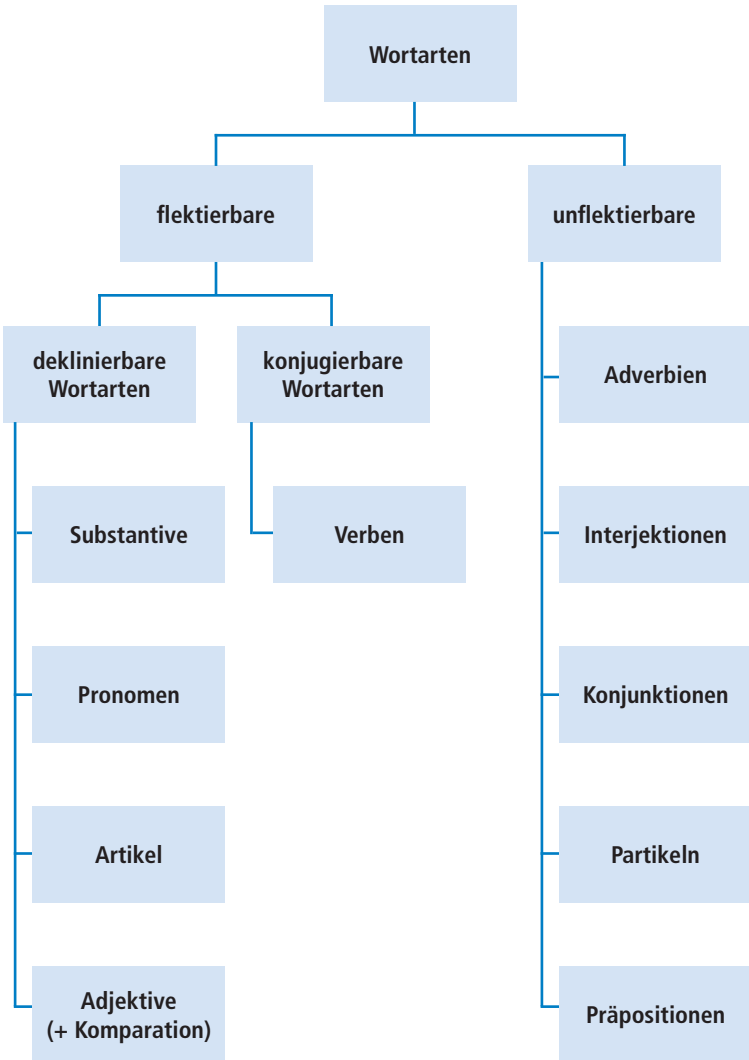 Wortarten
flektierbare
unflektierbare
deklinierbare
Wortarten
konjugierbare
Wortarten
Adverbien
Substantive
Verben
Interjektionen
Pronomen
Konjunktionen
Artikel
Partikeln
Adjektive
(+ Komparation)
Präpositionen